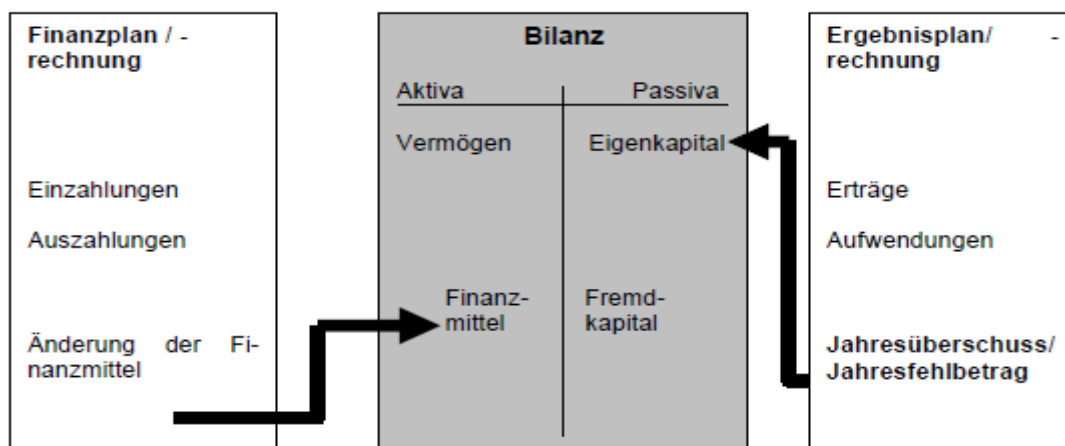 Finanzplan / -
rechnung
Einzahlungen
Auszahlungen
Änderung der Fi-
nanzmittel
Bilanz
Aktiva Passiva
Vermögen Eigenkapital
Finanz- Fremd-
mittel kapital
Ergebnisplan/ -
rechnung
Erträge
Aufwendungen
Jahresüberschuss/
Jahresfehlbetrag